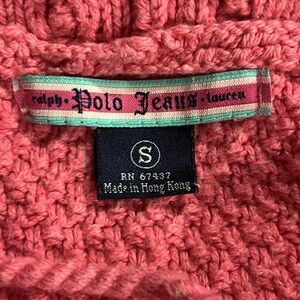 ralph · Polo Jeans · lauren
S
RN 67437
Made in Hong Kong